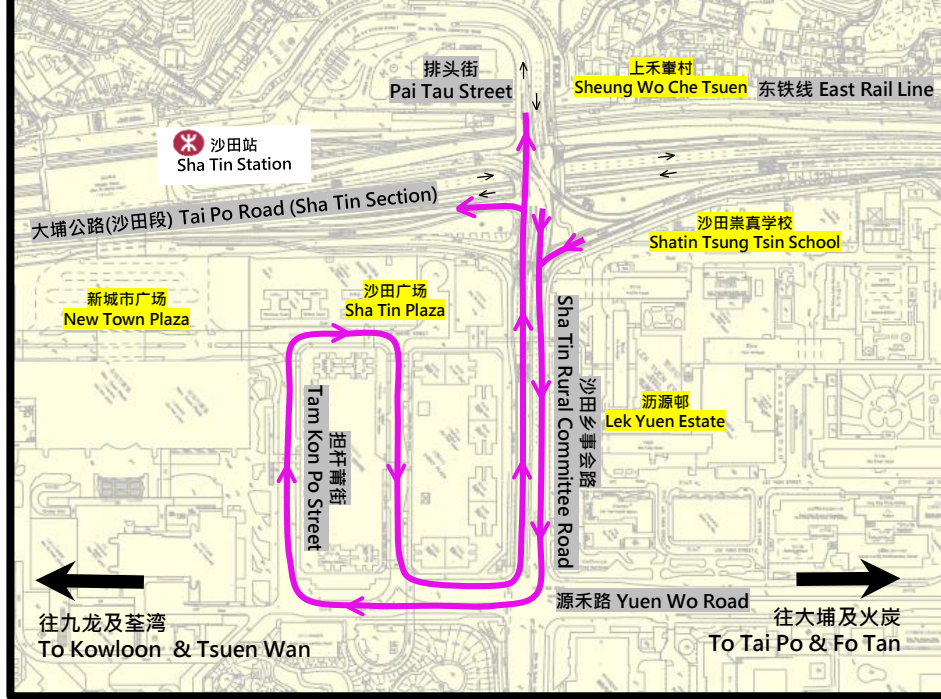 排头街
Pai Tau Street
上禾輋村
Sheung Wo Che Tsuen
东铁线 East Rail Line
沙田站
Sha Tin Station
大埔公路(沙田段) Tai Po Road (Sha Tin Section)
沙田崇真学校
Shatin Tsung Tsin School
新城市广场
New Town Plaza
沙田广场
Sha Tin Plaza
沙田乡事会路
Sha Tin Rural Committee Road
沥源邨
Lek Yuen Estate
担杆莆街
Tam Kon Po Street
源禾路 Yuen Wo Road
往九龙及荃湾
To Kowloon & Tsuen Wan
往大埔及火炭
To Tai Po & Fo Tan